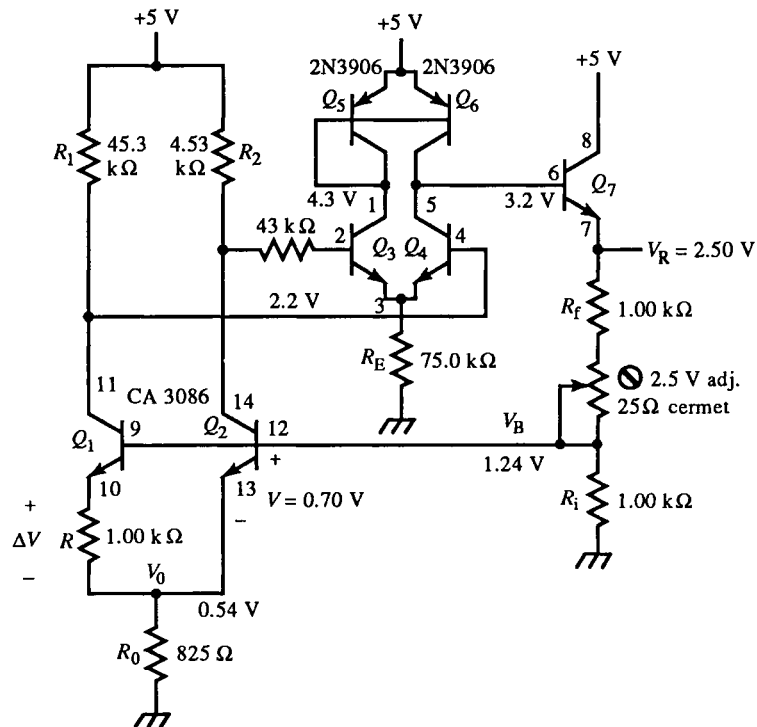 +5 V
+5 V
+5 V
2N3906
2N3906
Q5
Q6
R1
45.3 kΩ
4.53 kΩ
R2
8
6
Q7
3.2 V
7
4.3 V
1
5
43 kΩ
2
Q3
Q4
4
VR = 2.50 V
2.2 V
3
Rf
1.00 kΩ
RE
75.0 kΩ
2.5 V adj.
25Ω cermet
11
CA 3086
14
Q1
9
Q2
12
VB
1.24 V
+
10
13
V = 0.70 V
–
Ri
1.00 kΩ
+
ΔV
–
R
1.00 kΩ
V0
0.54 V
R0
825 Ω